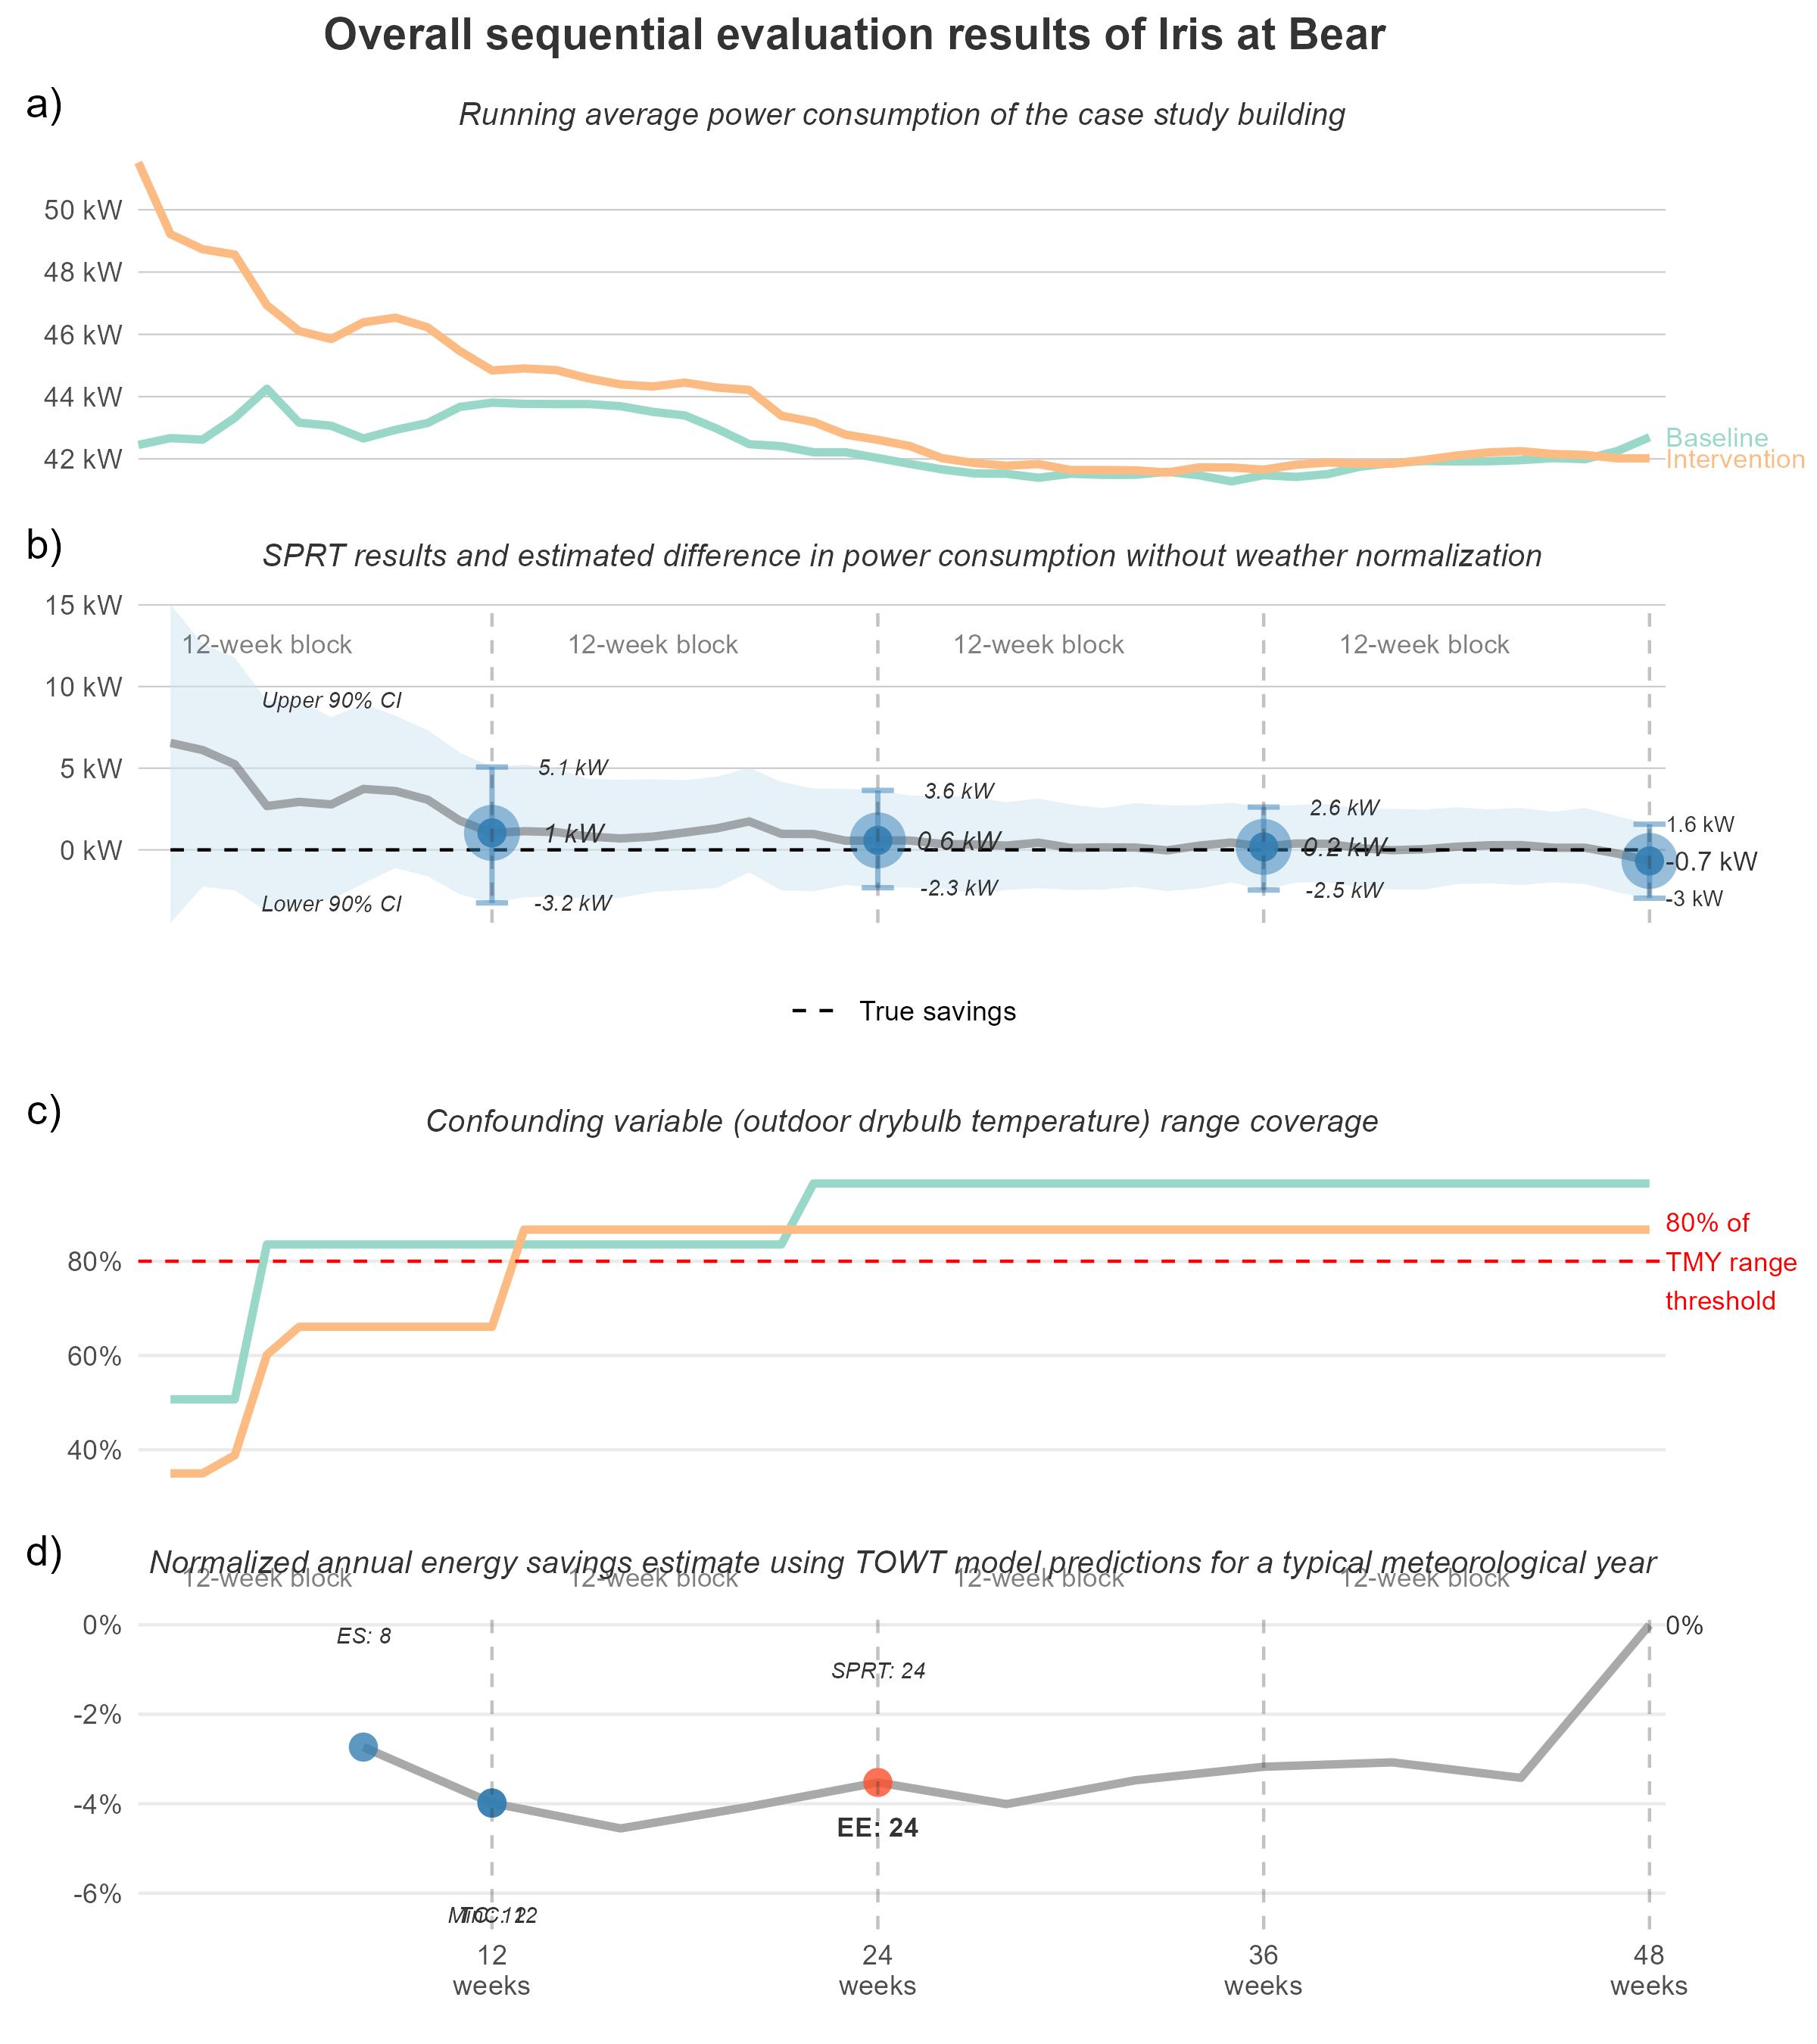 Overall sequential evaluation results of Iris at Bear
a)
Running average power consumption of the case study building
50 kW
48 kW
46 kW
44 kW
42 kW
Baseline
Intervention
b)
SPRT results and estimated difference in power consumption without weather normalization
15 kW
10 kW
5 kW
0 kW
12-week block
12-week block
12-week block
12-week block
Upper 90% CI
Lower 90% CI
5.1 kW
1 kW
-3.2 kW
3.6 kW
0.6 kW
-2.3 kW
2.6 kW
0.2 kW
-2.5 kW
1.6 kW
-0.7 kW
-3 kW
True savings
c)
Confounding variable (outdoor drybulb temperature) range coverage
80%
60%
40%
80% of
TMY range
threshold
d)
Normalized annual energy savings estimate using TOWT model predictions for a typical meteorological year
12-week block
12-week block
12-week block
12-week block
0%
-2%
-4%
-6%
ES: 8
SPRT: 24
EE: 24
0%
12
weeks
24
weeks
36
weeks
48
weeks